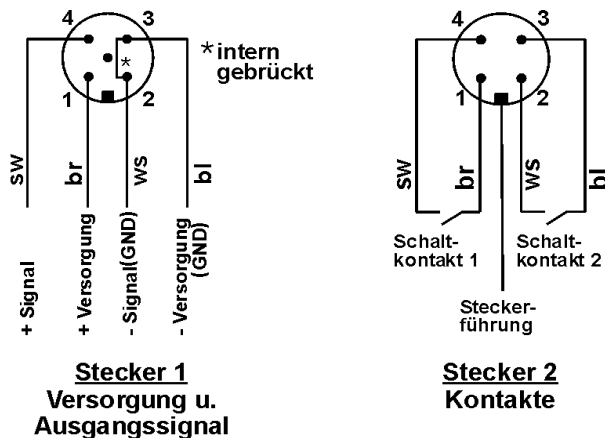 4 3
* intern
gebrückt
*
1 2
sw br ws bl
+ Signal
+ Versorgung
- Signal(GND)
- Versorgung
(GND)
Stecker 1
Versorgung u.
Ausgangssignal
4 3
1 2
sw br ws bl
Schalt-
kontakt 1
Schalt-
kontakt 2
Stecker-
führung
Stecker 2
Kontakte